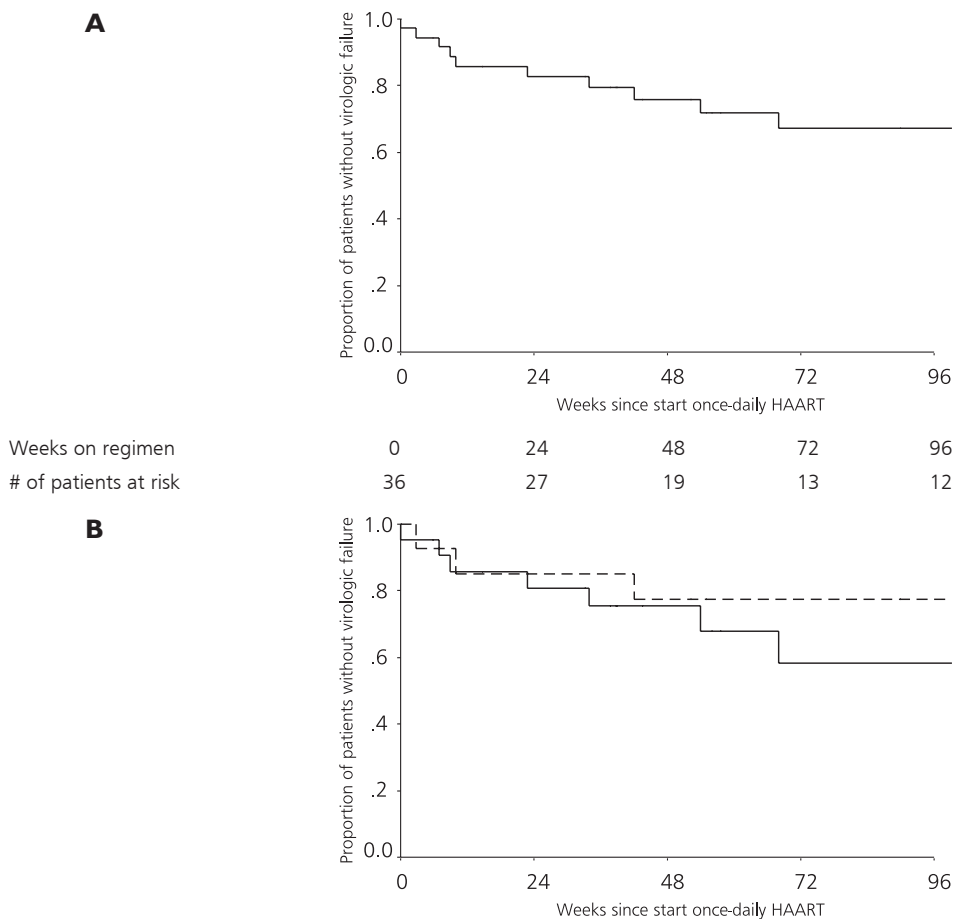 A
Proportion of patients without virologic failure
1.0
.8
.6
.4
.2
0.0
0 24 48 72 96
Weeks since start once-daily HAART
Weeks on regimen 0 24 48 72 96
# of patients at risk 36 27 19 13 12
B
Proportion of patients without virologic failure
1.0
.8
.6
.4
.2
0.0
0 24 48 72 96
Weeks since start once-daily HAART